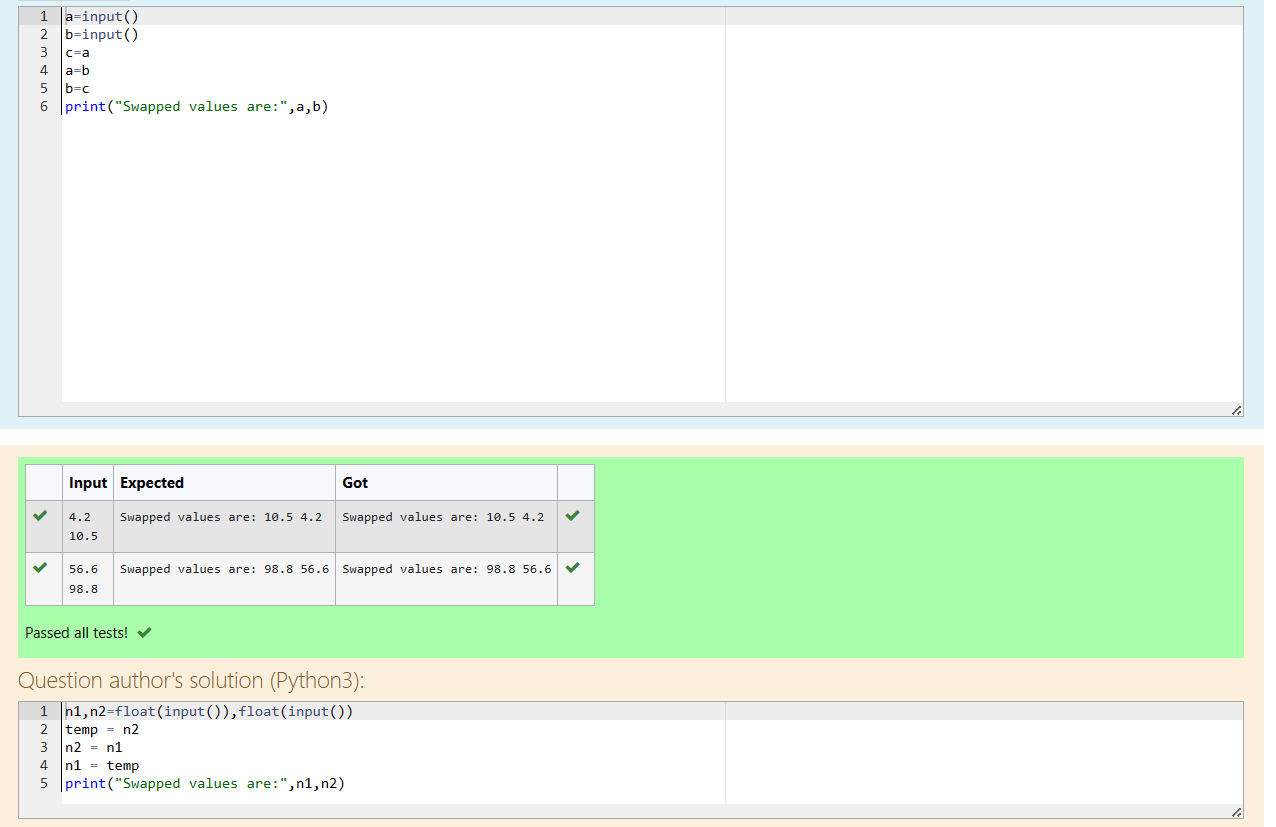 1 a=input()
2 b=input()
3 c=a
4 a=b
5 b=c
6 print("Swapped values are:",a,b)
Input Expected Got
4.2 Swapped values are: 10.5 4.2 Swapped values are: 10.5 4.2
10.5
56.6 Swapped values are: 98.8 56.6 Swapped values are: 98.8 56.6
98.8
Passed all tests!
Question author's solution (Python3):
1 n1,n2=float(input()),float(input())
2 temp = n2
3 n2 = n1
4 n1 = temp
5 print("Swapped values are:",n1,n2)